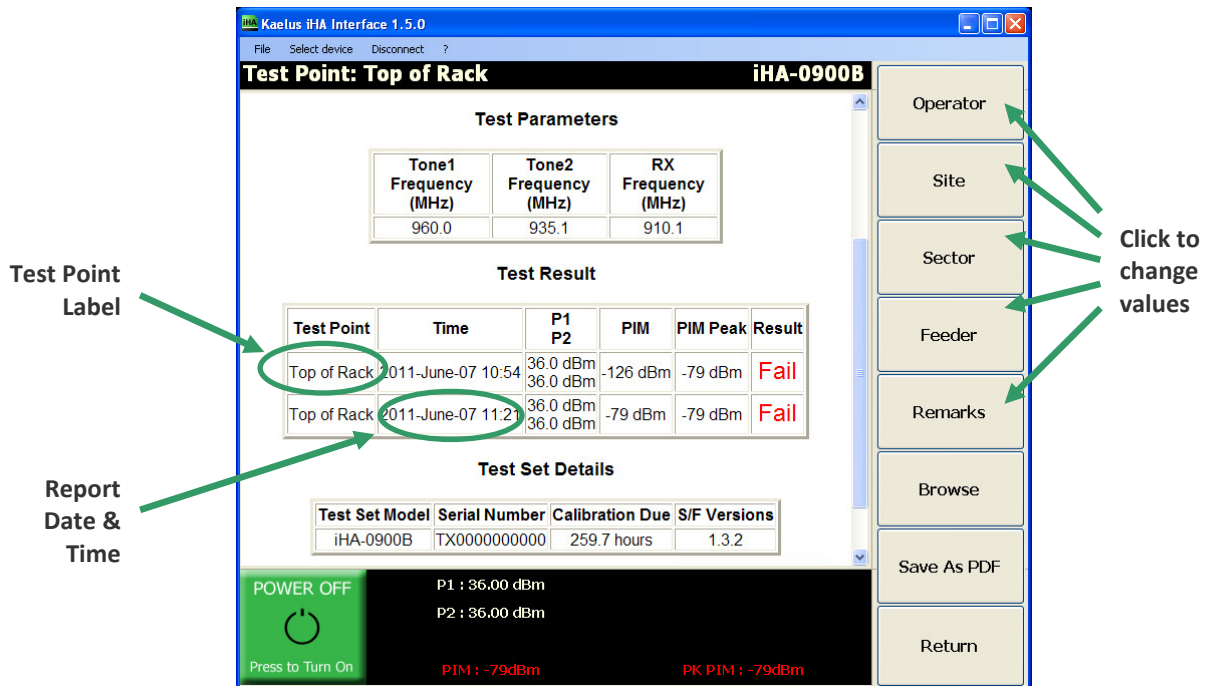 iHA Kaelus iHA Interface 1.5.0
File Select device Disconnect ?
Test Point: Top of Rack iHA-0900B
Test Parameters
Tone1 Frequency (MHz) Tone2 Frequency (MHz) RX Frequency (MHz)
960.0 935.1 910.1
Test Result
Test Point Time P1 P2 PIM PIM Peak Result
Top of Rack 2011-June-07 10:54 36.0 dBm 36.0 dBm -126 dBm -79 dBm Fail
Top of Rack 2011-June-07 11:21 36.0 dBm 36.0 dBm -79 dBm -79 dBm Fail
Test Set Details
Test Set Model Serial Number Calibration Due S/F Versions
iHA-0900B TX0000000000 259.7 hours 1.3.2
POWER OFF
Press to Turn On
P1 : 36.00 dBm
P2 : 36.00 dBm
PIM : -79dBm PK PIM : -79dBm
Operator
Site
Sector
Feeder
Remarks
Browse
Save As PDF
Return
Test Point
Label
Report
Date &
Time
Click to
change
values